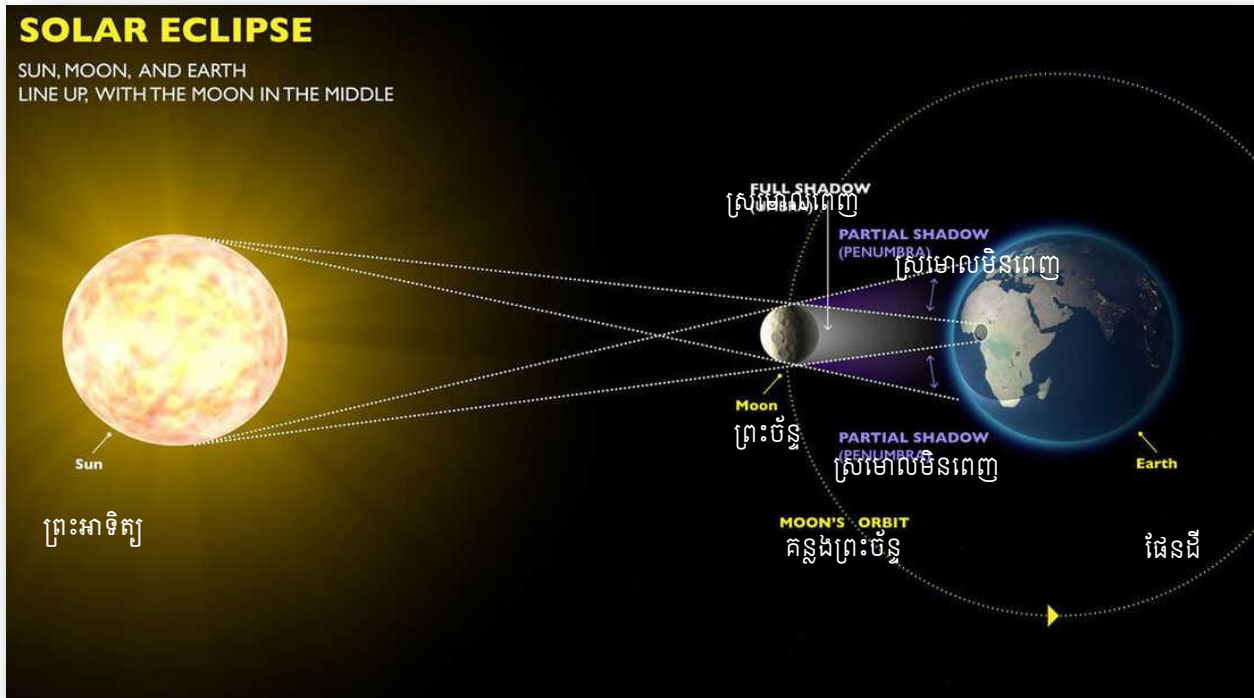 SOLAR ECLIPSE
SUN, MOON, AND EARTH
LINE UP, WITH THE MOON IN THE MIDDLE
FULL SHADOW
(UMBRA)
ស្រមោលពេញ
PARTIAL SHADOW
(PENUMBRA)
ស្រមោលមិនពេញ
Moon
ព្រះច័ន្ទ
PARTIAL SHADOW
(PENUMBRA)
ស្រមោលមិនពេញ
Sun
Earth
ព្រះអាទិត្យ
MOON'S ORBIT
គន្លងព្រះច័ន្ទ
ផែនដី